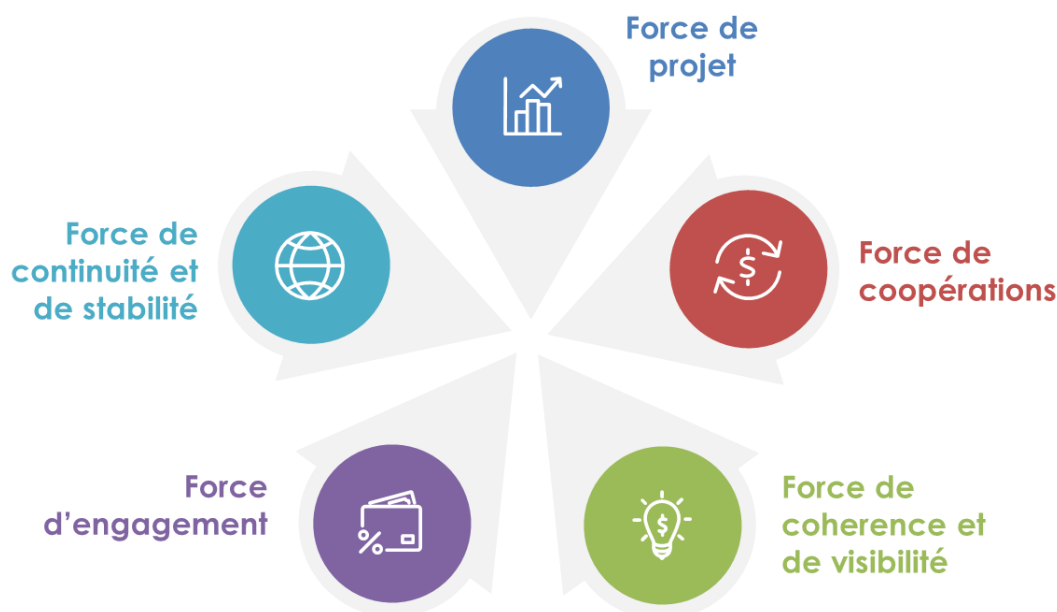 Force de
projet
Force de
continuité et
de stabilité
Force de
coopérations
Force
d’engagement
Force de
coherence et
de visibilité
$
%
$